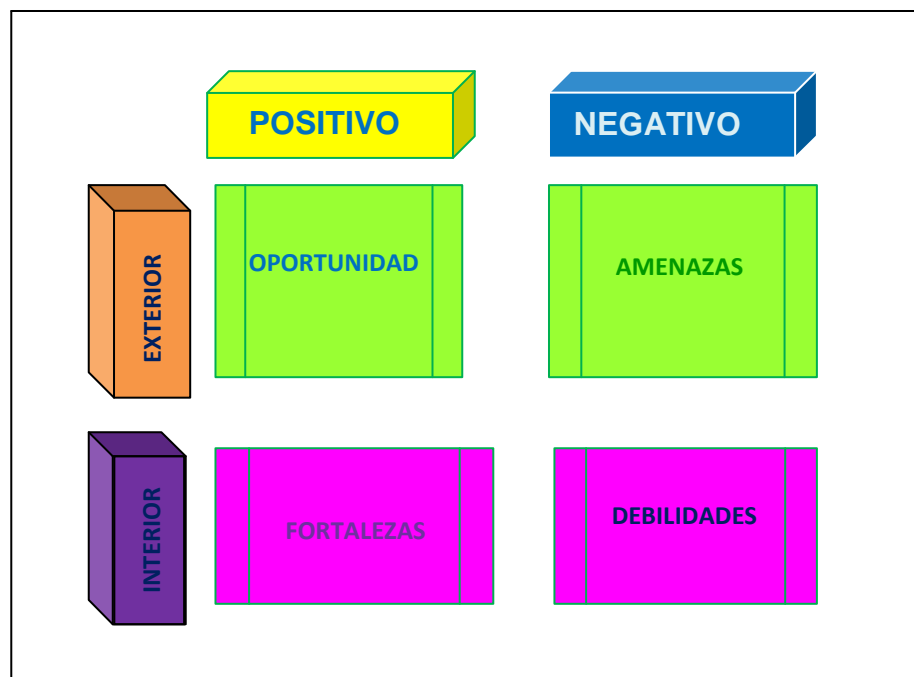 POSITIVO
NEGATIVO
EXTERIOR
OPORTUNIDAD
AMENAZAS
INTERIOR
FORTALEZAS
DEBILIDADES